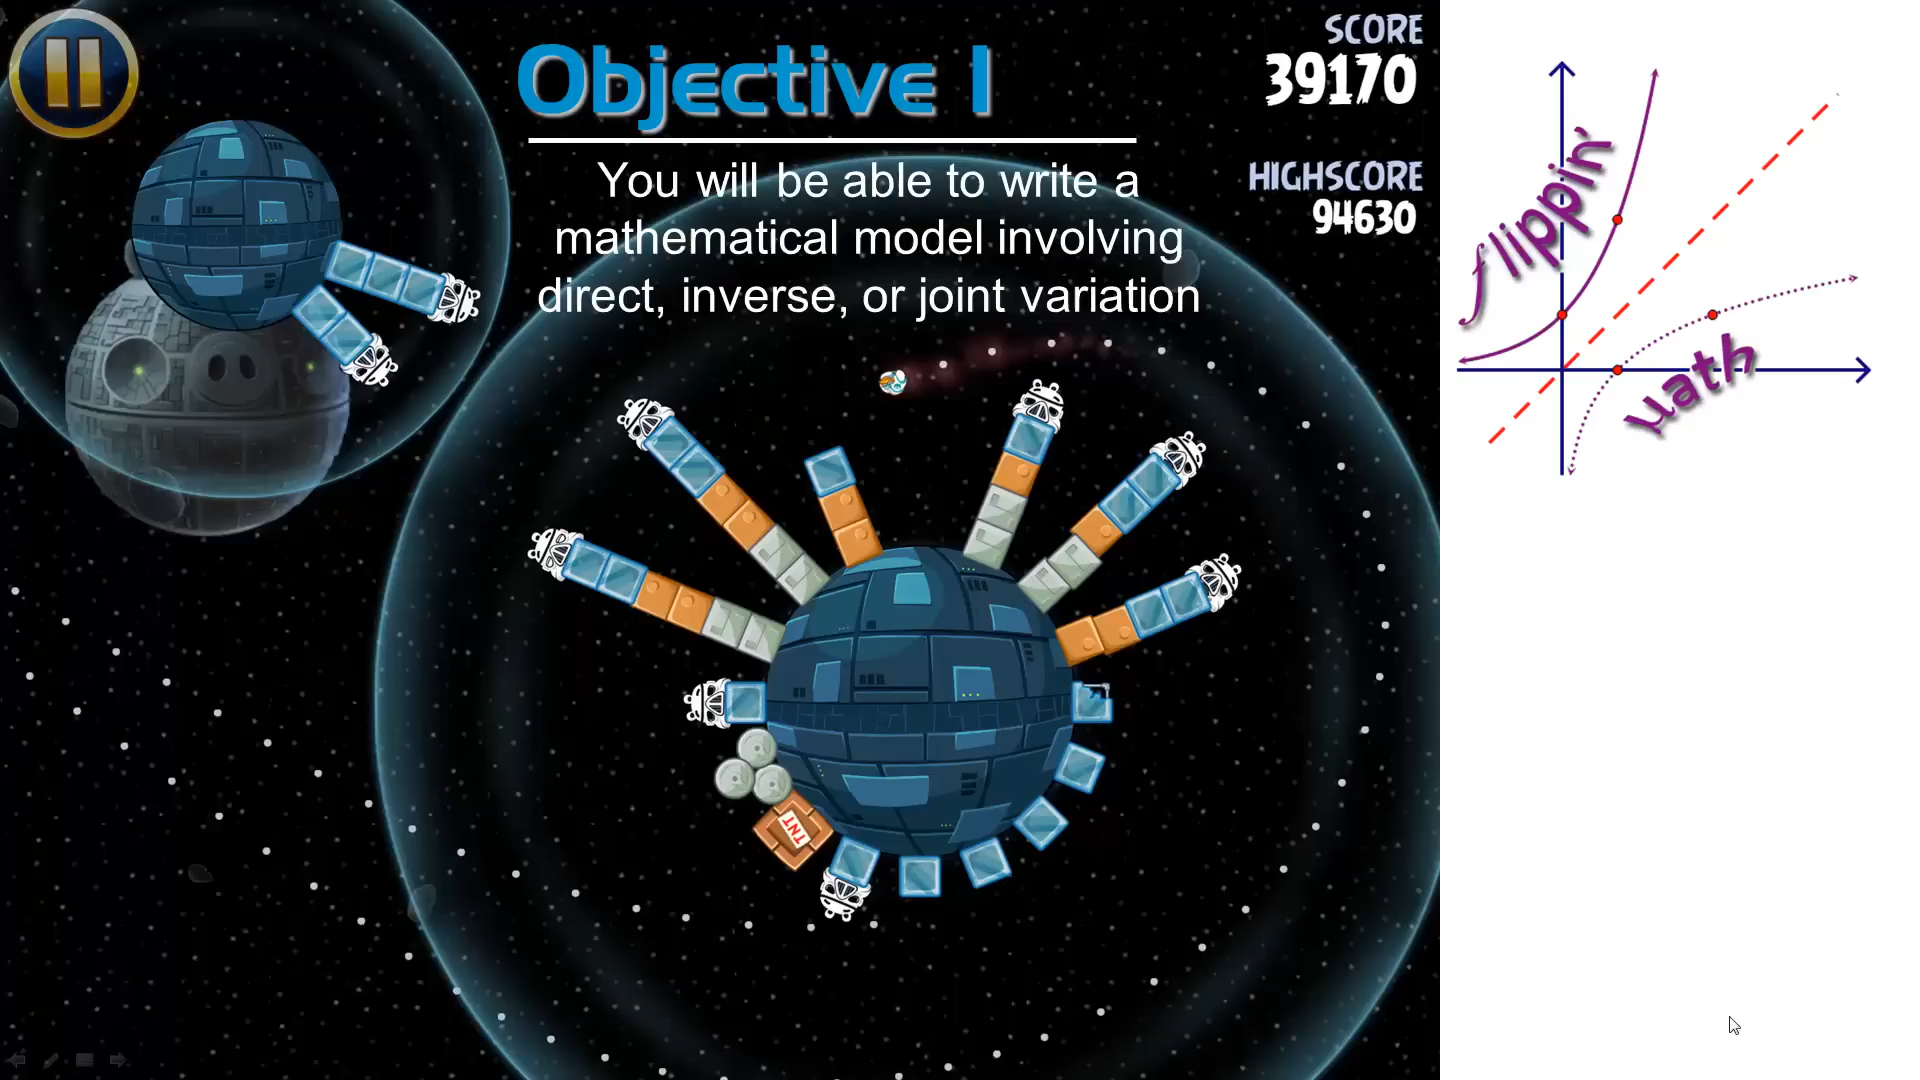 Objective 1
You will be able to write a
mathematical model involving
direct, inverse, or joint variation
SCORE
39170
HIGHSCORE
94630
flippin'
math
TNT